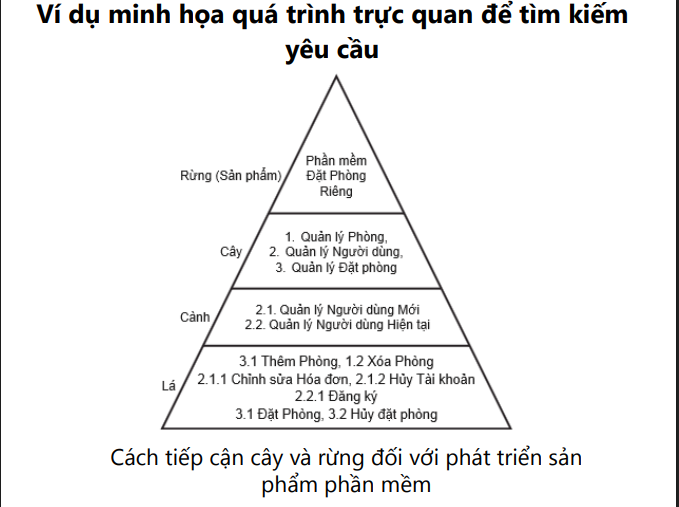 Ví dụ minh họa quá trình trực quan để tìm kiếm
yêu cầu
Phần mềm
Rừng (Sản phẩm) Đặt Phòng
Riêng
1. Quản lý Phòng,
Cây 2. Quản lý Người dùng,
3. Quản lý Đặt phòng
2.1. Quản lý Người dùng Mới
Cành 2.2. Quản lý Người dùng Hiện tại
3.1 Thêm Phòng, 1.2 Xóa Phòng
Lá 2.1.1 Chỉnh sửa Hóa đơn, 2.1.2 Hủy Tài khoản
2.2.1 Đăng ký
3.1 Đặt Phòng, 3.2 Hủy đặt phòng
Cách tiếp cận cây và rừng đối với phát triển sản
phẩm phần mềm